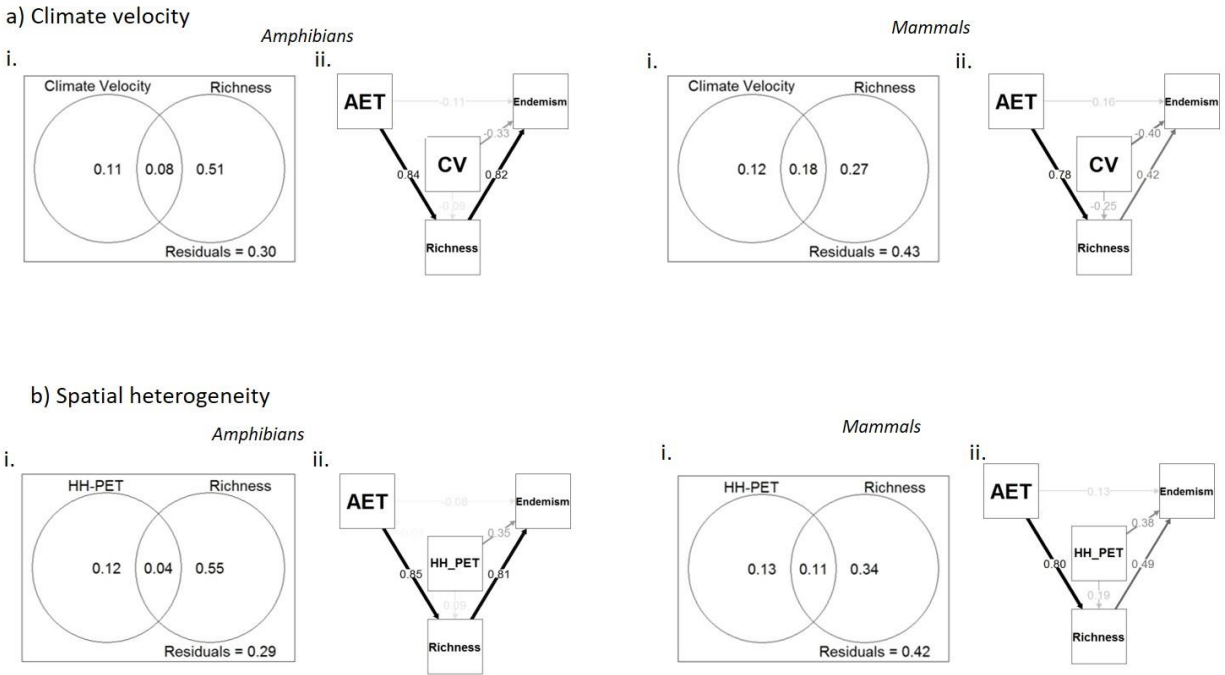 a) Climate velocity
Amphibians
Mammals
i.
ii.
i.
ii.
Climate Velocity
Richness
0.11
0.08
0.51
Residuals = 0.30
AET
-0.11
Endemism
-0.33
CV
0.84
0.82
-0.09
Richness
Climate Velocity
Richness
0.12
0.18
0.27
Residuals = 0.43
AET
0.16
Endemism
-0.40
CV
0.78
0.42
-0.25
Richness
b) Spatial heterogeneity
Amphibians
Mammals
i.
ii.
i.
ii.
HH-PET
Richness
0.12
0.04
0.55
Residuals = 0.29
AET
-0.08
Endemism
0.35
HH_PET
0.85
0.81
0.09
Richness
HH-PET
Richness
0.13
0.11
0.34
Residuals = 0.42
AET
0.13
Endemism
0.38
HH_PET
0.80
0.49
0.19
Richness